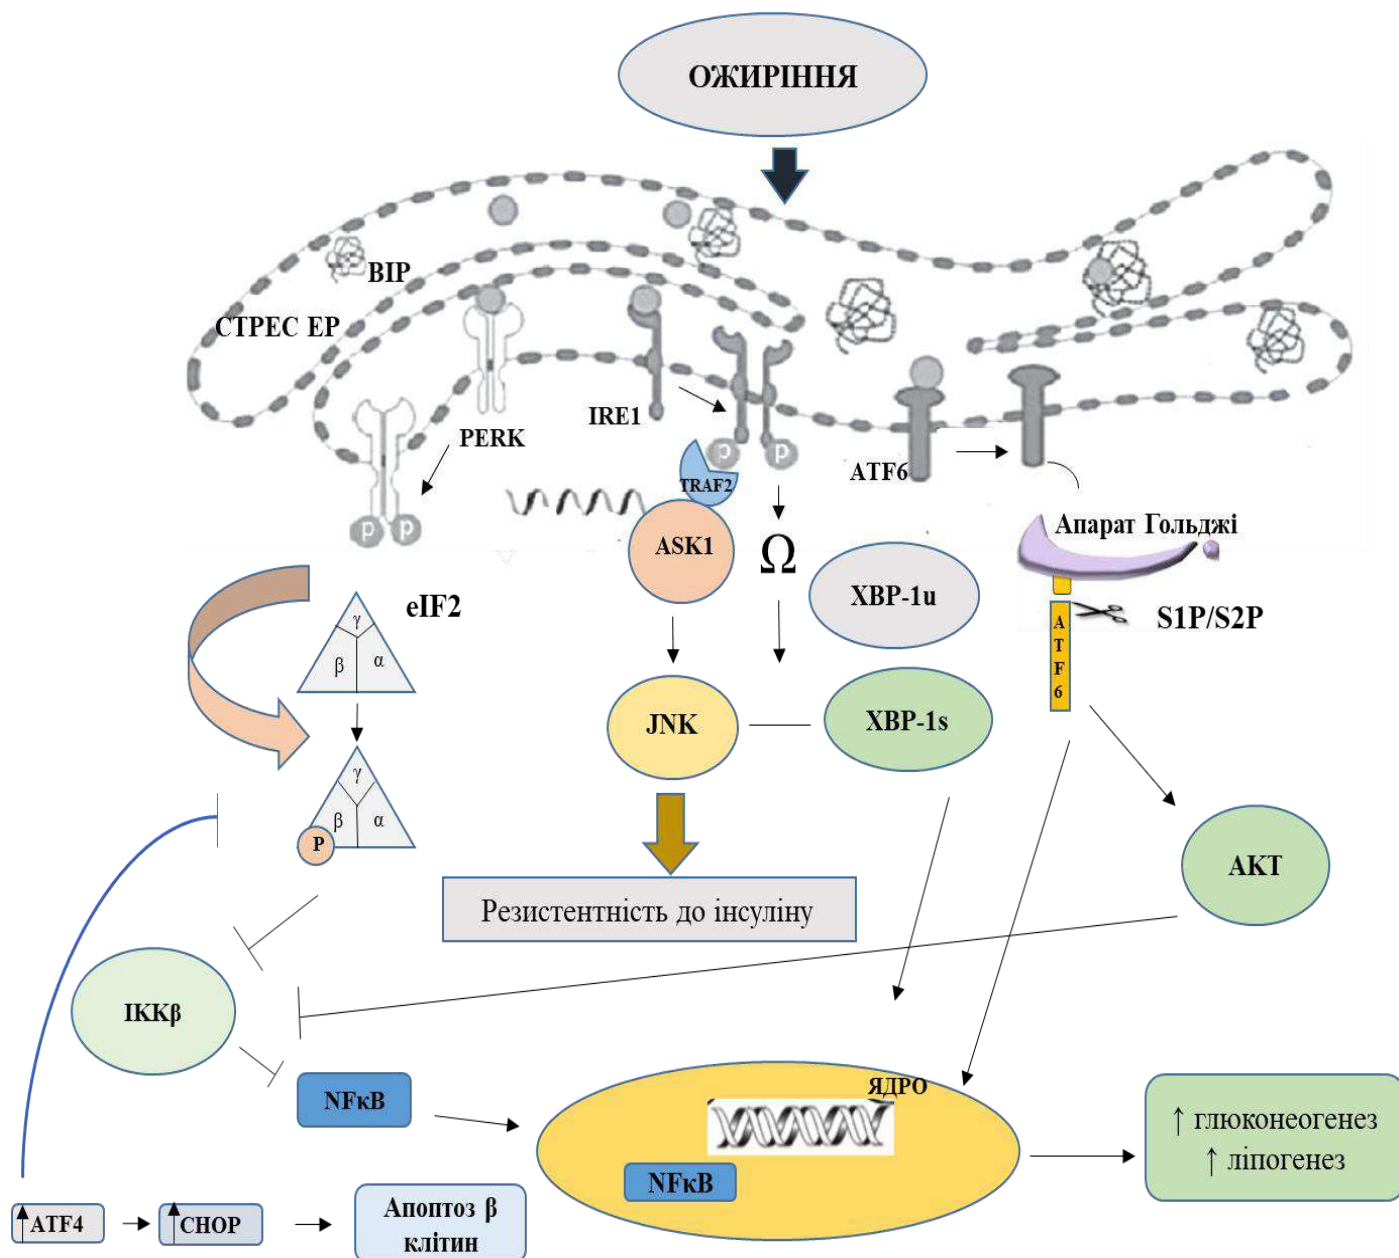 ОЖИРІННЯ
BIP
СТРЕС ЕР
PERK
IRE1
p
p
ATF6
TRAF2
p
p
ASK1
Ω
Апарат Гольджі
XBP-1u
S1P/S2P
A
T
F
6
eIF2
γ
β
α
JNK
XBP-1s
γ
β
α
P
AKT
Резистентність до інсуліну
IKKβ
NFκB
ЯДРО
NFκB
↑ глюконеогенез
↑ ліпогенез
↑ATF4
↑CHOP
Апоптоз β
клітин